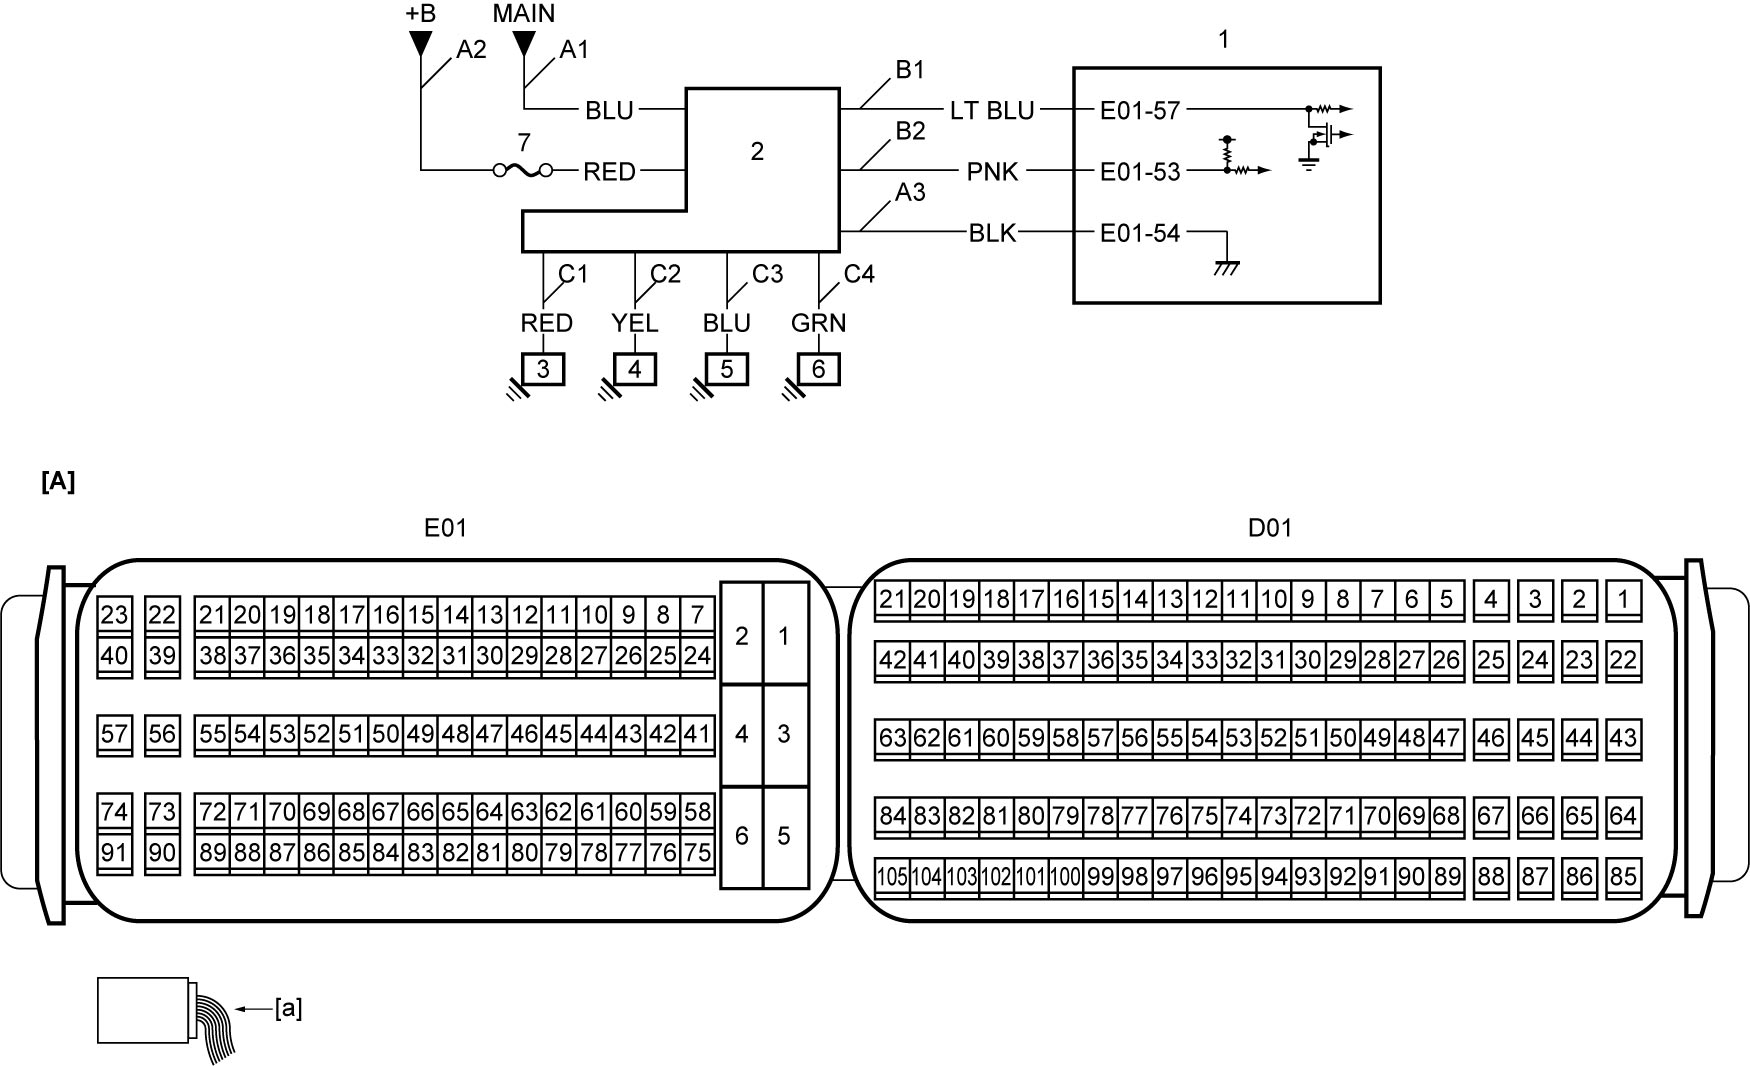 +B MAIN
1
A2 A1
B1
BLU LT BLU E01-57
B2
7 2
RED PNK E01-53
A3
BLK E01-54
C1 C2 C3 C4
RED YEL BLU GRN
3 4 5 6
[A]
E01 D01
23 22 21 20 19 18 17 16 15 14 13 12 11 10 9 8 7
2 1
40 39 38 37 36 35 34 33 32 31 30 29 28 27 26 25 24
57 56 55 54 53 52 51 50 49 48 47 46 45 44 43 42 41
4 3
74 73 72 71 70 69 68 67 66 65 64 63 62 61 60 59 58
6 5
91 90 89 88 87 86 85 84 83 82 81 80 79 78 77 76 75
21 20 19 18 17 16 15 14 13 12 11 10 9 8 7 6 5 4 3 2 1
42 41 40 39 38 37 36 35 34 33 32 31 30 29 28 27 26 25 24 23 22
63 62 61 60 59 58 57 56 55 54 53 52 51 50 49 48 47 46 45 44 43
84 83 82 81 80 79 78 77 76 75 74 73 72 71 70 69 68 67 66 65 64
105 104 103 102 101 100 99 98 97 96 95 94 93 92 91 90 89 88 87 86 85
[a]